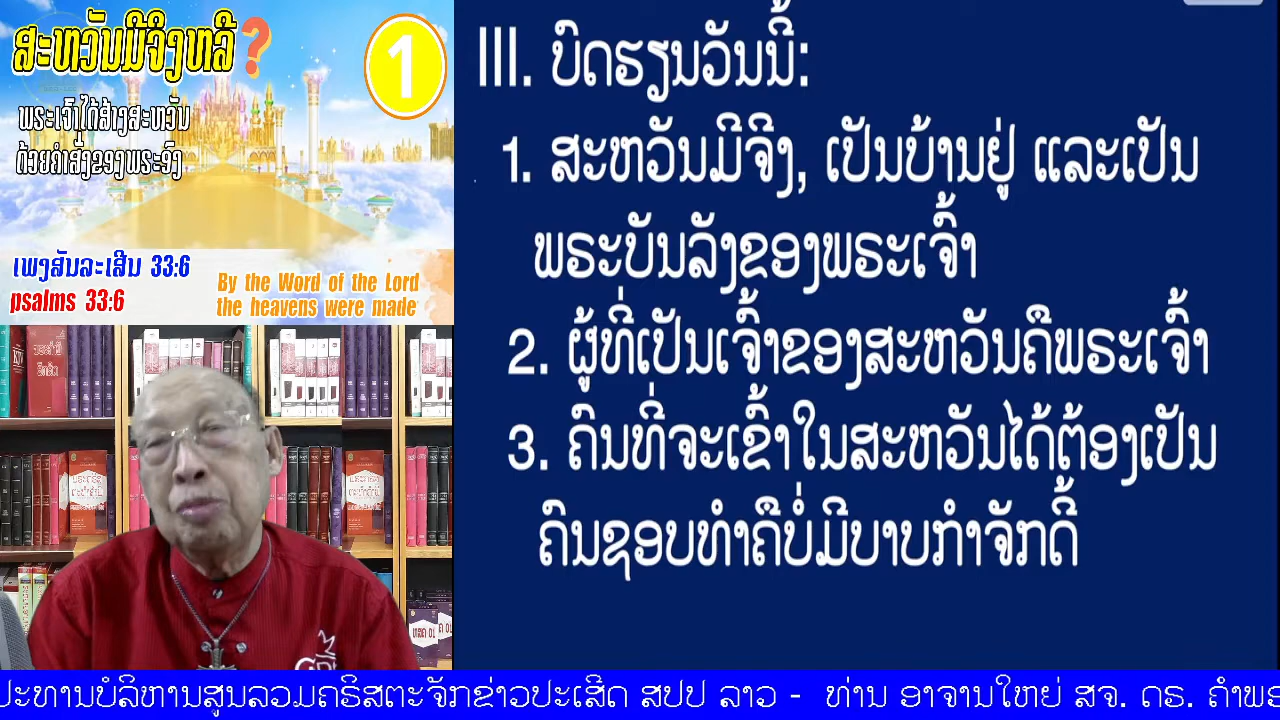 ສະຫວັນມີຈິງຫລື?
1
ພຣະເຈົ້າໄດ້ສ້າງສະຫວັນ
ດ້ວຍຄຳສັ່ງຂອງພຣະອົງ
ເພງສັນລະເສີນ 33:6
psalms 33:6
By the Word of the Lord
the heavens were made
III. ບົດຮຽນວັນນີ້:
1. ສະຫວັນມີຈີງ, ເປັນບ້ານຢູ່ ແລະເປັນ
ພຣະບັນລັງຂອງພຣະເຈົ້າ
2. ຜູ້ທີ່ເປັນເຈົ້າຂອງສະຫວັນຄືພຣະເຈົ້າ
3. ຄົນທີ່ຈະເຂົ້າໃນສະຫວັນໄດ້ຕ້ອງເປັນ
ຄົນຊອບທຳຄືບໍ່ມີບາບກຳຈັກດີ້
ປະທານບໍລິຫານສູນລວມຄຣິສຕະຈັກຂ່າວປະເສີດ ສປປ ລາວ - ທ່ານ ອາຈານໃຫຍ່ ສຈ. ດຣ. ຄຳພອ